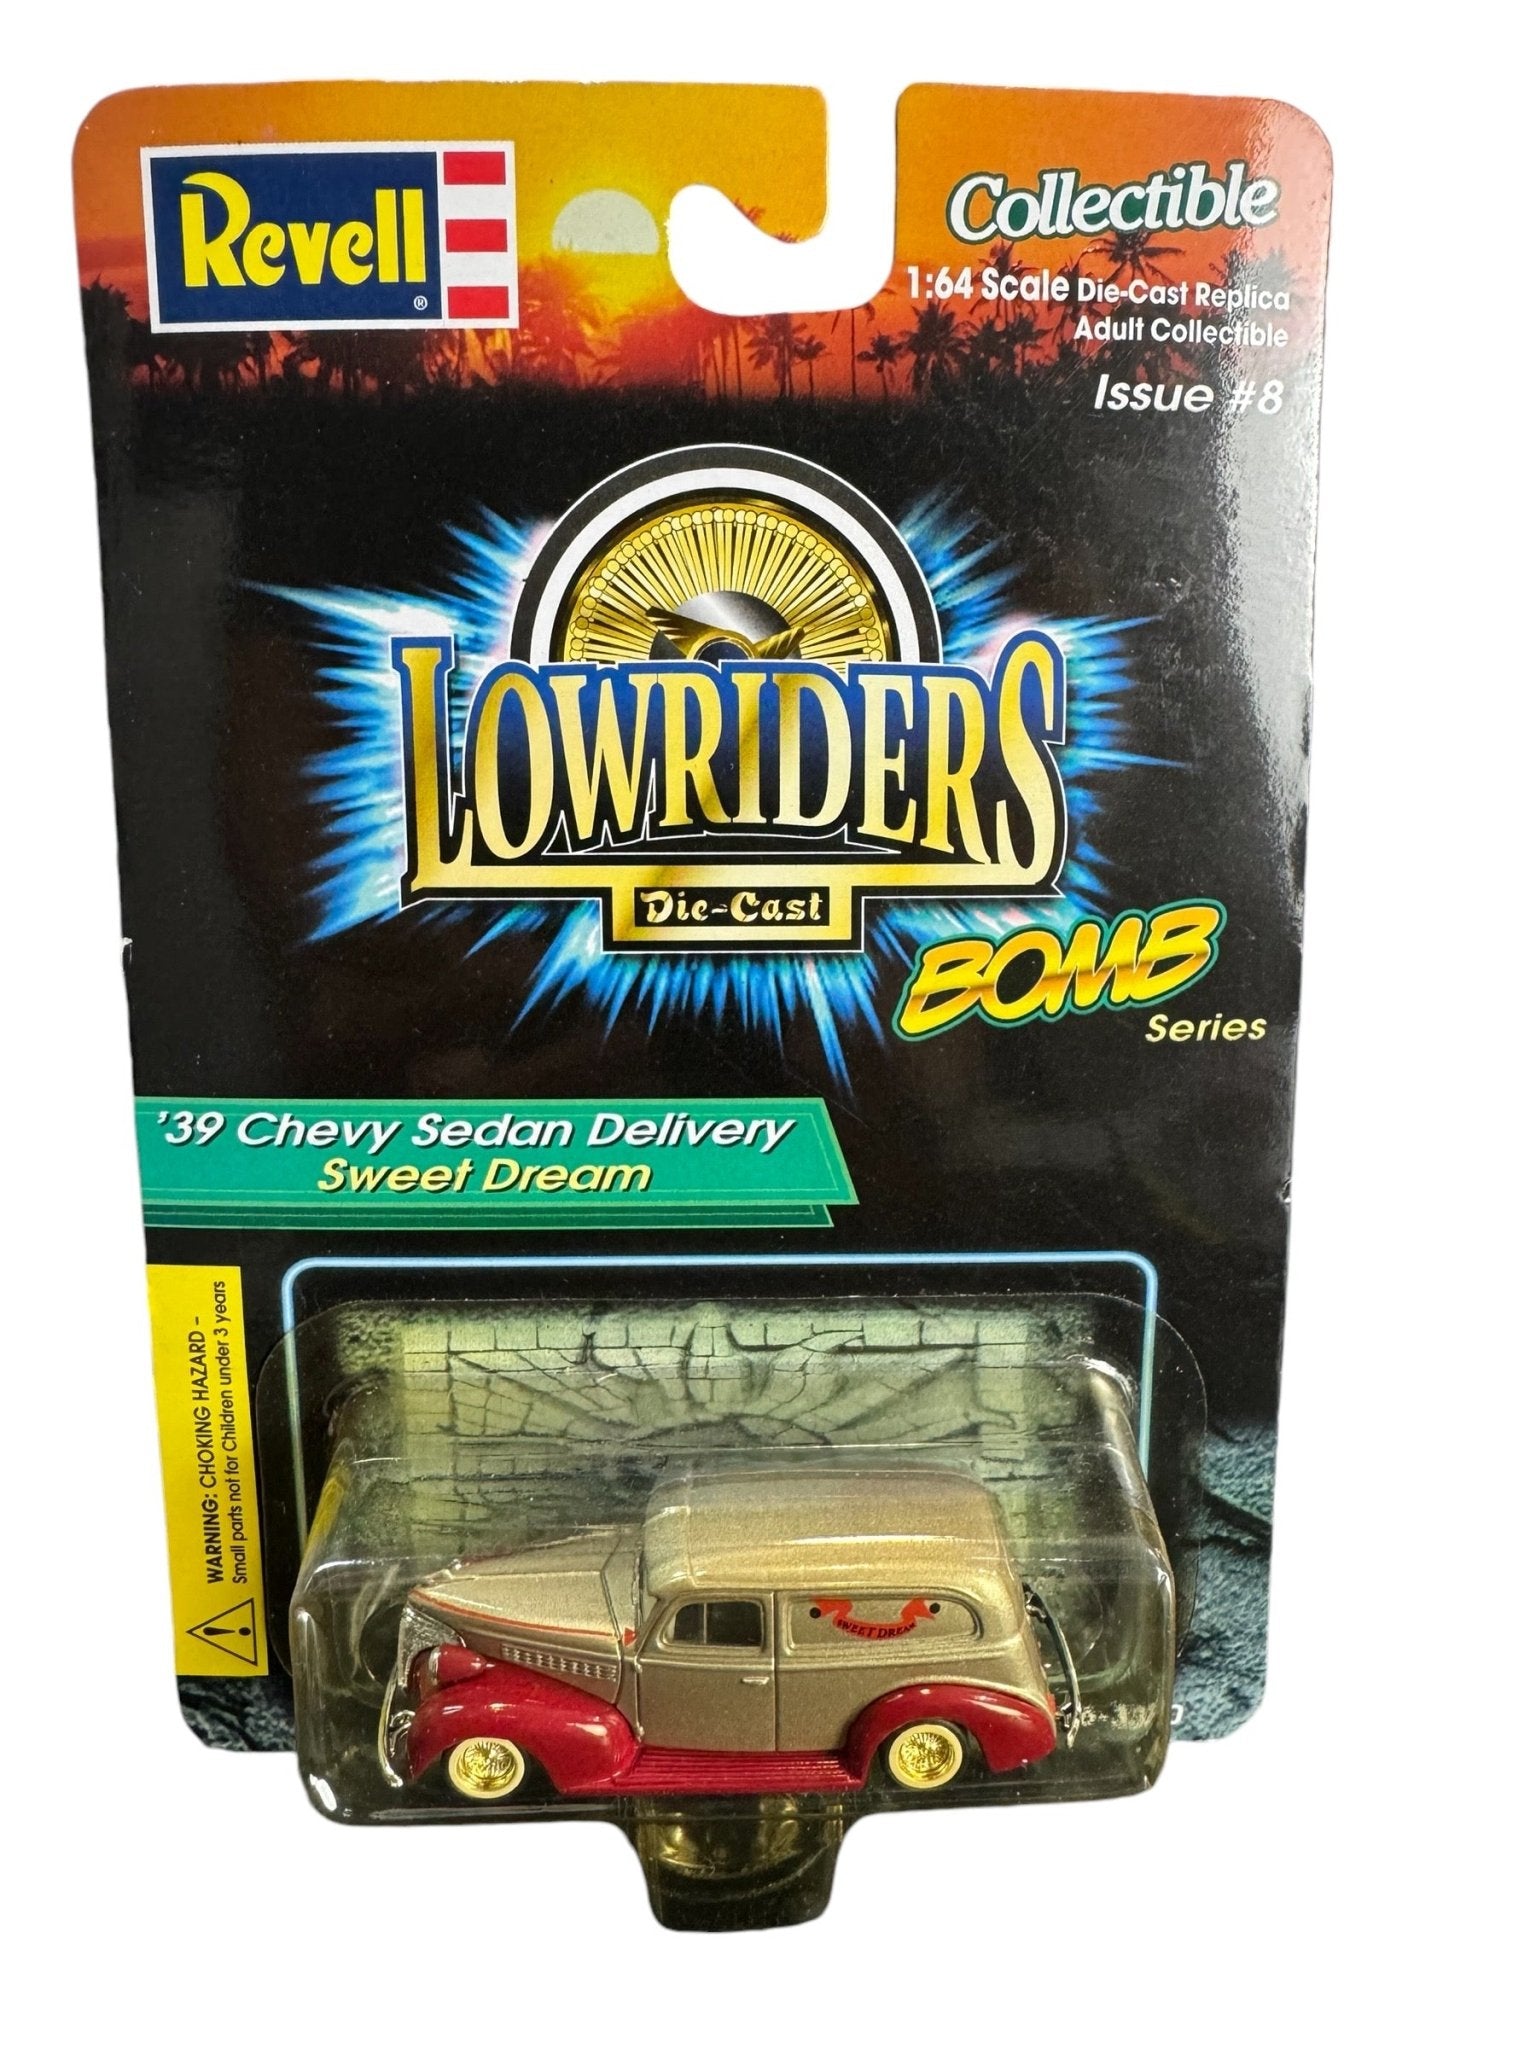 Revell
®
Collectible
1:64 Scale Die-Cast Replica
Adult Collectible
Issue #8
LOWRIDERS
Die-Cast
BOMB
Series
'39 Chevy Sedan Delivery
Sweet Dream
WARNING: CHOKING HAZARD –
Small parts not for Children under 3 years
SWEET DREAM